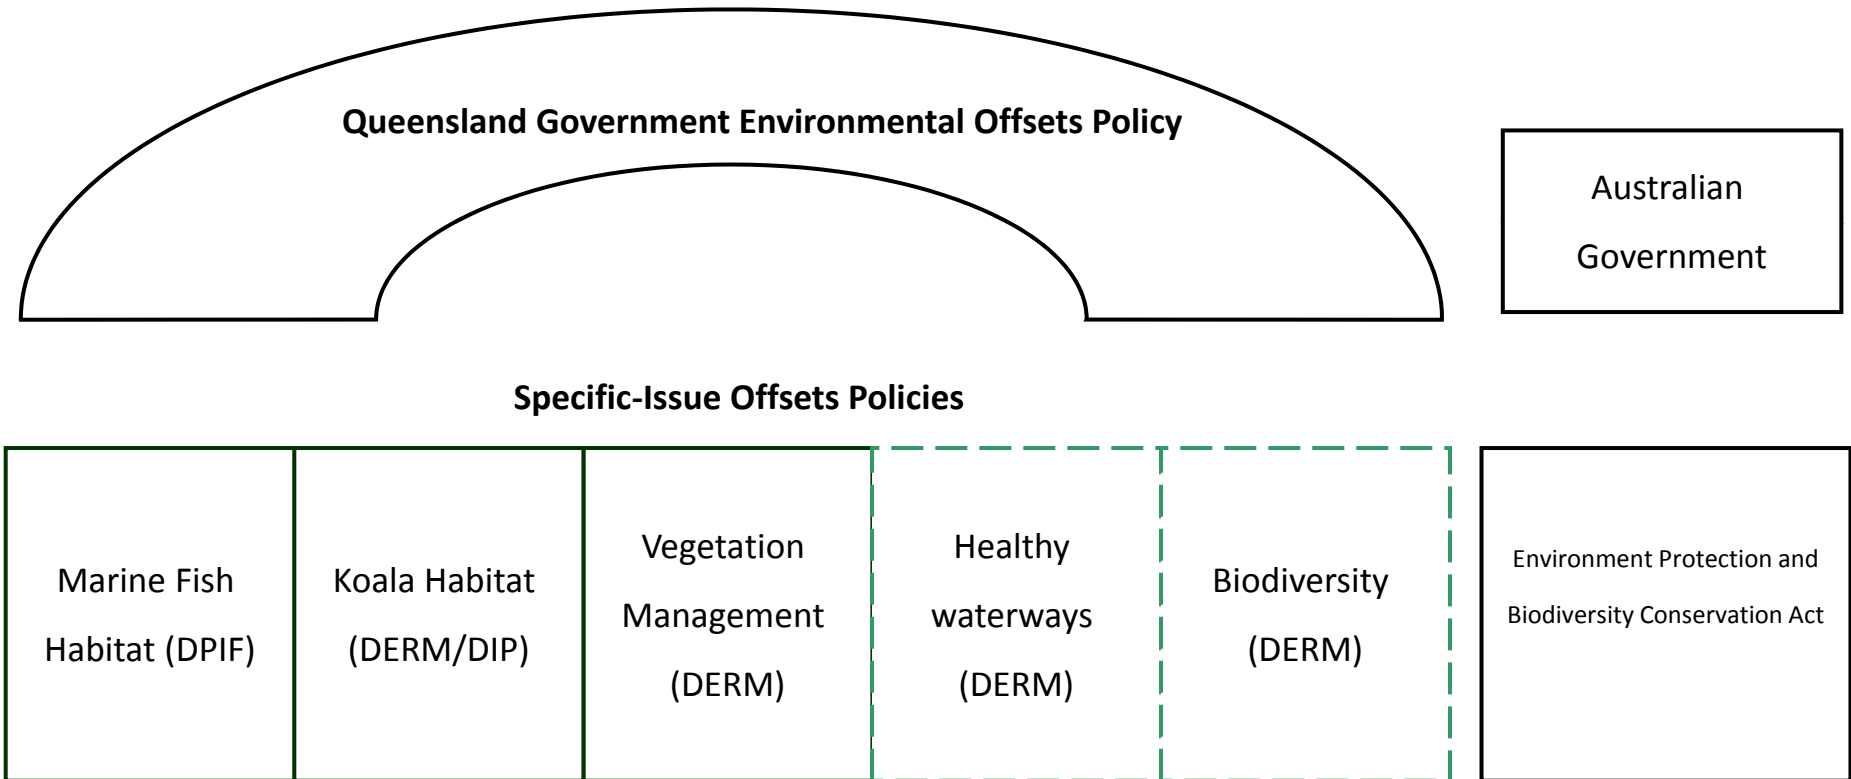 Queensland Government Environmental Offsets Policy
Australian
Government
Specific-Issue Offsets Policies
Marine Fish
Habitat (DPIF)
Koala Habitat
(DERM/DIP)
Vegetation
Management
(DERM)
Healthy
waterways
(DERM)
Biodiversity
(DERM)
Environment Protection and
Biodiversity Conservation Act